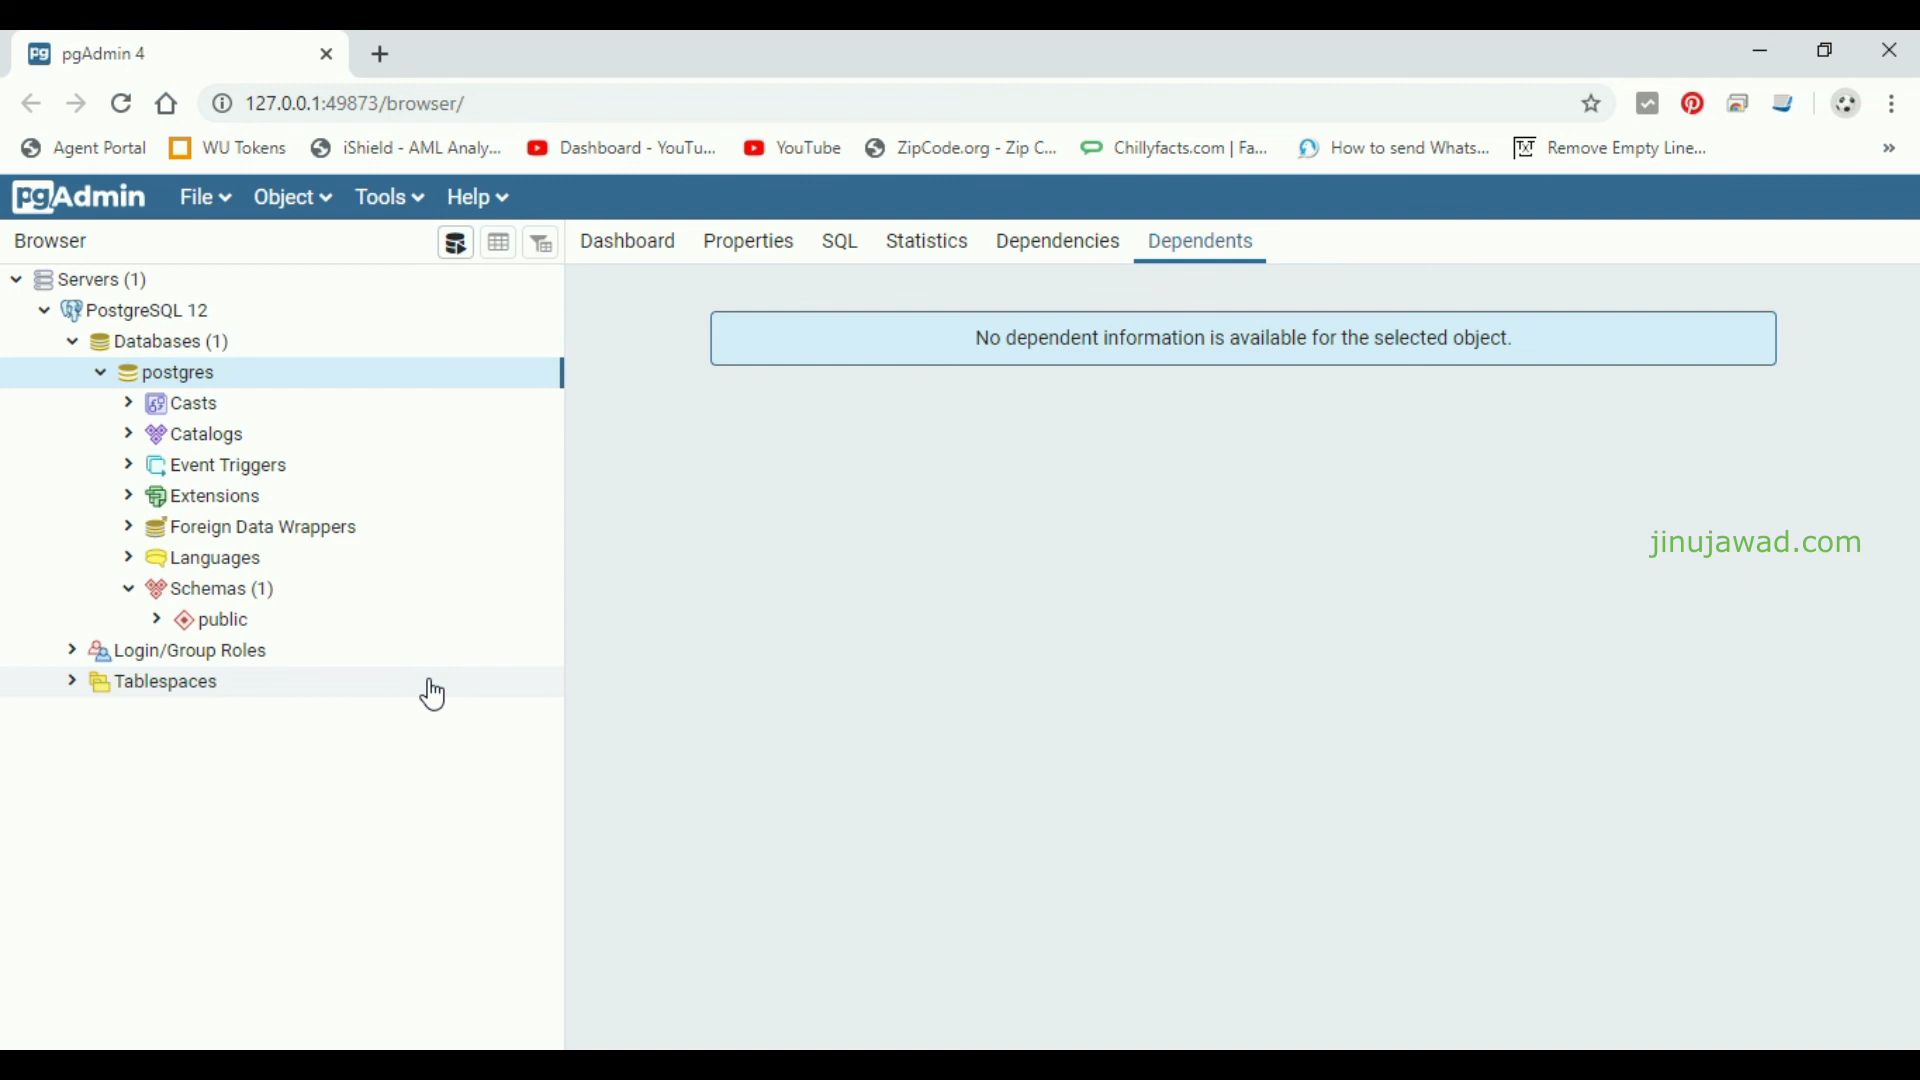 pgAdmin 4
127.0.0.1:49873/browser/
Agent Portal WU Tokens iShield - AML Analy... Dashboard - YouTu... YouTube ZipCode.org - Zip C... Chillyfacts.com | Fa... How to send Whats... TXT Remove Empty Line... »
pgAdmin File Object Tools Help
Browser Dashboard Properties SQL Statistics Dependencies Dependents
Servers (1)
PostgreSQL 12
Databases (1)
No dependent information is available for the selected object.
postgres
Casts
Catalogs
Event Triggers
Extensions
Foreign Data Wrappers
jinujawad.com
Languages
Schemas (1)
public
Login/Group Roles
Tablespaces